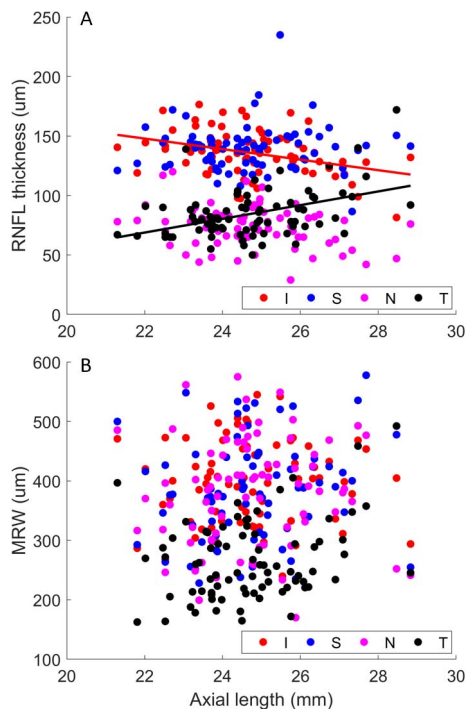 A
250
200
150
100
50
0
RNFL thickness (um)
I S N T
20 22 24 26 28 30
B
600
500
400
300
200
100
MRW (um)
I S N T
20 22 24 26 28 30
Axial length (mm)